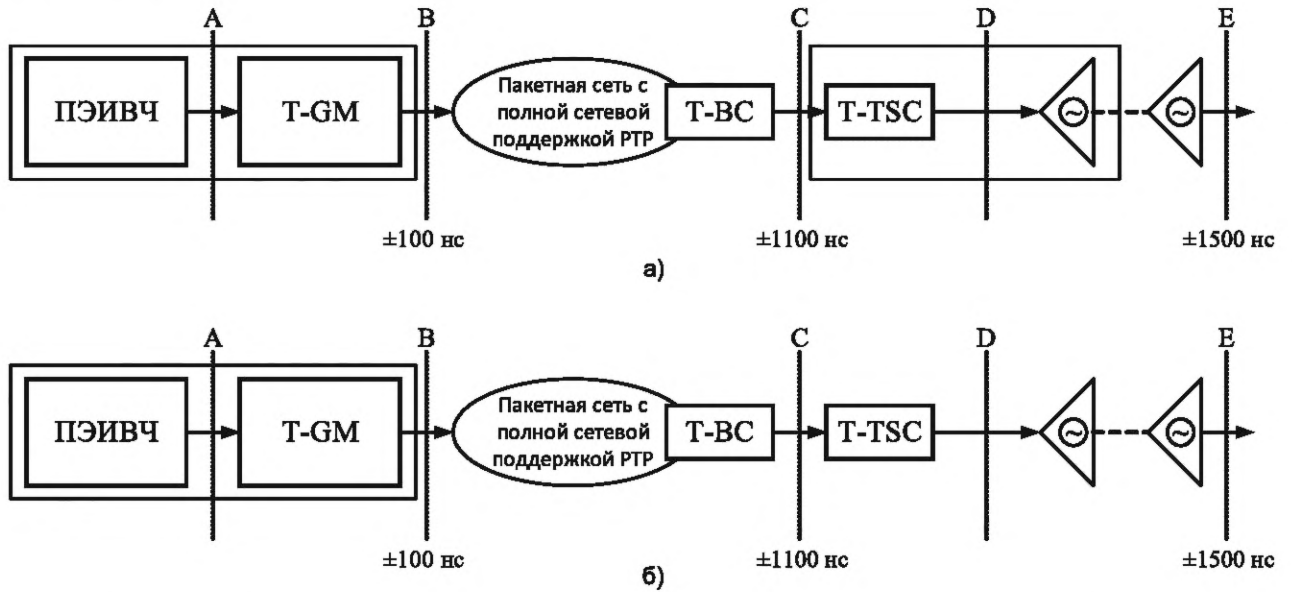 A
B
C
D
E
ПЭИВЧ
T-GM
Пакетная сеть с
полной сетевой
поддержкой PTP
T-BC
T-TSC
±100 нс
±1100 нс
±1500 нс
а)
A
B
C
D
E
ПЭИВЧ
T-GM
Пакетная сеть с
полной сетевой
поддержкой PTP
T-BC
T-TSC
±100 нс
±1100 нс
±1500 нс
б)